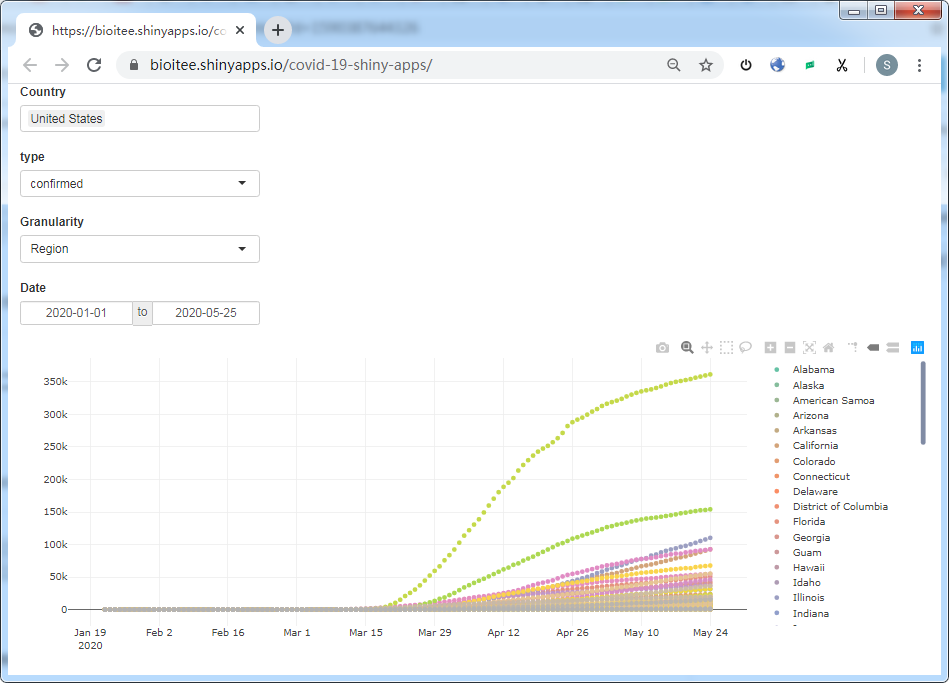 https://bioitee.shinyapps.io/co
bioitee.shinyapps.io/covid-19-shiny-apps/
S
Country
United States
type
confirmed
Granularity
Region
Date
2020-01-01 to 2020-05-25
350k
300k
250k
200k
150k
100k
50k
0
Jan 19 Feb 2 Feb 16 Mar 1 Mar 15 Mar 29 Apr 12 Apr 26 May 10 May 24
2020
Alabama
Alaska
American Samoa
Arizona
Arkansas
California
Colorado
Connecticut
Delaware
District of Columbia
Florida
Georgia
Guam
Hawaii
Idaho
Illinois
Indiana